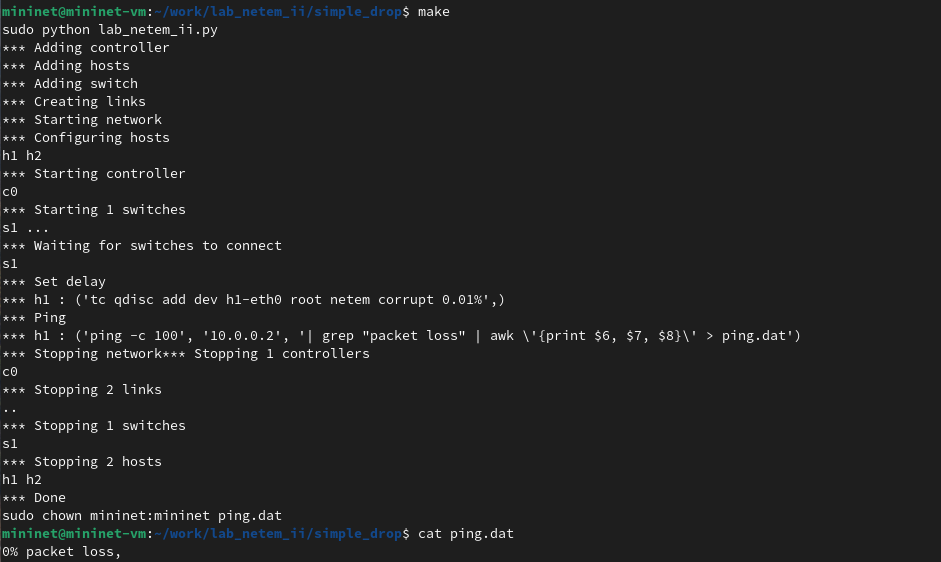 mininet@mininet-vm:~/work/lab_netem_ii/simple_drop$ make
sudo python lab_netem_ii.py
*** Adding controller
*** Adding hosts
*** Adding switch
*** Creating links
*** Starting network
*** Configuring hosts
h1 h2
*** Starting controller
c0
*** Starting 1 switches
s1 ...
*** Waiting for switches to connect
s1
*** Set delay
*** h1 : ('tc qdisc add dev h1-eth0 root netem corrupt 0.01%',)
*** Ping
*** h1 : ('ping -c 100', '10.0.0.2', '| grep "packet loss" | awk \'{print $6, $7, $8}\' > ping.dat')
*** Stopping network*** Stopping 1 controllers
c0
*** Stopping 2 links
..
*** Stopping 1 switches
s1
*** Stopping 2 hosts
h1 h2
*** Done
sudo chown mininet:mininet ping.dat
mininet@mininet-vm:~/work/lab_netem_ii/simple_drop$ cat ping.dat
0% packet loss,